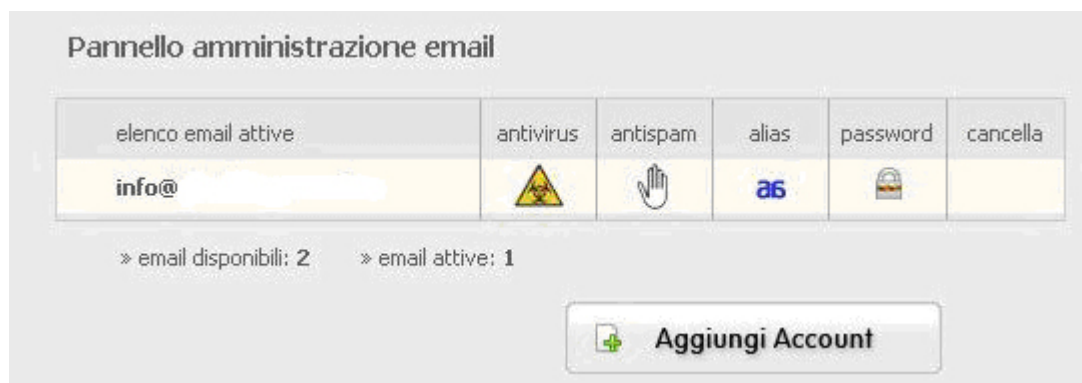 Pannello amministrazione email
elenco email attive antivirus antispam alias password cancella
info@
» email disponibili: 2 » email attive: 1
Aggiungi Account